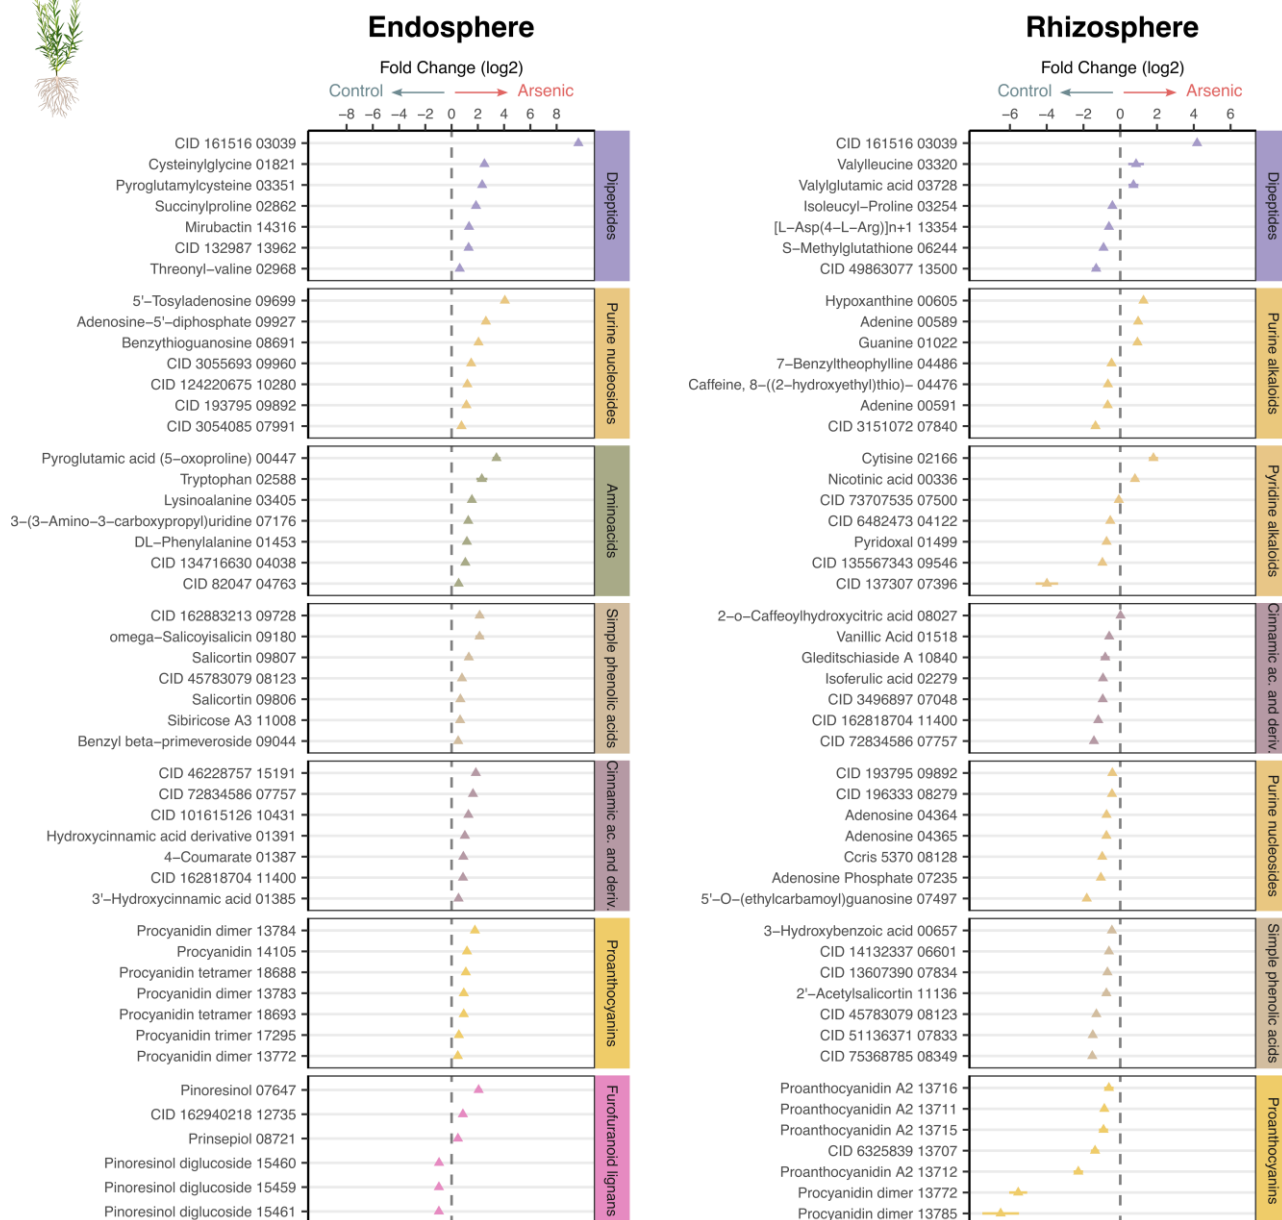 Endosphere
Fold Change (log2)
Control Arsenic
−8 −6 −4 −2 0 2 4 6 8
CID 161516 03039
Cysteinylglycine 01821
Pyroglutamylcysteine 03351
Succinylproline 02862
Mirubactin 14316
CID 132987 13962
Threonyl−valine 02968
Dipeptides
5'−Tosyladenosine 09699
Adenosine−5'−diphosphate 09927
Benzythioguanosine 08691
CID 3055693 09960
CID 124220675 10280
CID 193795 09892
CID 3054085 07991
Purine nucleosides
Pyroglutamic acid (5−oxoproline) 00447
Tryptophan 02588
Lysinoalanine 03405
3−(3−Amino−3−carboxypropyl)uridine 07176
DL−Phenylalanine 01453
CID 134716630 04038
CID 82047 04763
Aminoacids
CID 162883213 09728
omega−Salicoyisalicin 09180
Salicortin 09807
CID 45783079 08123
Salicortin 09806
Sibiricose A3 11008
Benzyl beta−primeveroside 09044
Simple phenolic acids
CID 46228757 15191
CID 72834586 07757
CID 101615126 10431
Hydroxycinnamic acid derivative 01391
4−Coumarate 01387
CID 162818704 11400
3'−Hydroxycinnamic acid 01385
Cinnamic ac. and deriv.
Procyanidin dimer 13784
Procyanidin 14105
Procyanidin tetramer 18688
Procyanidin dimer 13783
Procyanidin tetramer 18693
Procyanidin trimer 17295
Procyanidin dimer 13772
Proanthocyanins
Pinoresinol 07647
CID 162940218 12735
Prinsepiol 08721
Pinoresinol diglucoside 15460
Pinoresinol diglucoside 15459
Pinoresinol diglucoside 15461
Furofuranoid lignans
Rhizosphere
Fold Change (log2)
Control Arsenic
−6 −4 −2 0 2 4 6
CID 161516 03039
Valylleucine 03320
Valylglutamic acid 03728
Isoleucyl−Proline 03254
[L−Asp(4−L−Arg)]n+1 13354
S−Methylglutathione 06244
CID 49863077 13500
Dipeptides
Hypoxanthine 00605
Adenine 00589
Guanine 01022
7−Benzyltheophylline 04486
Caffeine, 8−((2−hydroxyethyl)thio)− 04476
Adenine 00591
CID 3151072 07840
Purine alkaloids
Cytisine 02166
Nicotinic acid 00336
CID 73707535 07500
CID 6482473 04122
Pyridoxal 01499
CID 135567343 09546
CID 137307 07396
Pyridine alkaloids
2−o−Caffeoylhydroxycitric acid 08027
Vanillic Acid 01518
Gleditschiaside A 10840
Isoferulic acid 02279
CID 3496897 07048
CID 162818704 11400
CID 72834586 07757
Cinnamic ac. and deriv.
CID 193795 09892
CID 196333 08279
Adenosine 04364
Adenosine 04365
Ccris 5370 08128
Adenosine Phosphate 07235
5'−O−(ethylcarbamoyl)guanosine 07497
Purine nucleosides
3−Hydroxybenzoic acid 00657
CID 14132337 06601
CID 13607390 07834
2'−Acetylsalicortin 11136
CID 45783079 08123
CID 51136371 07833
CID 75368785 08349
Simple phenolic acids
Proanthocyanidin A2 13716
Proanthocyanidin A2 13711
Proanthocyanidin A2 13715
CID 6325839 13707
Proanthocyanidin A2 13712
Procyanidin dimer 13772
Procyanidin dimer 13785
Proanthocyanins